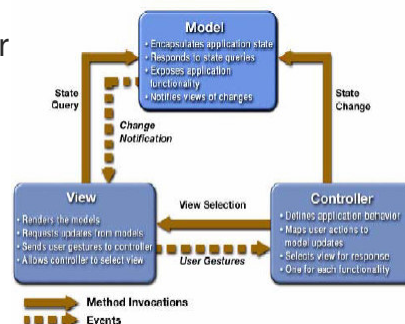 r
Model
• Encapsulates application state
• Responds to state queries
• Exposes application
functionality
• Notifies views of changes
State
Query
State
Change
Change
Notification
View
• Renders the models
• Requests updates from models
• Sends user gestures to controller
• Allows controller to select view
View Selection
User Gestures
Controller
• Defines application behavior
• Maps user actions to
model updates
• Selects view for response
• One for each functionality
Method Invocations
Events